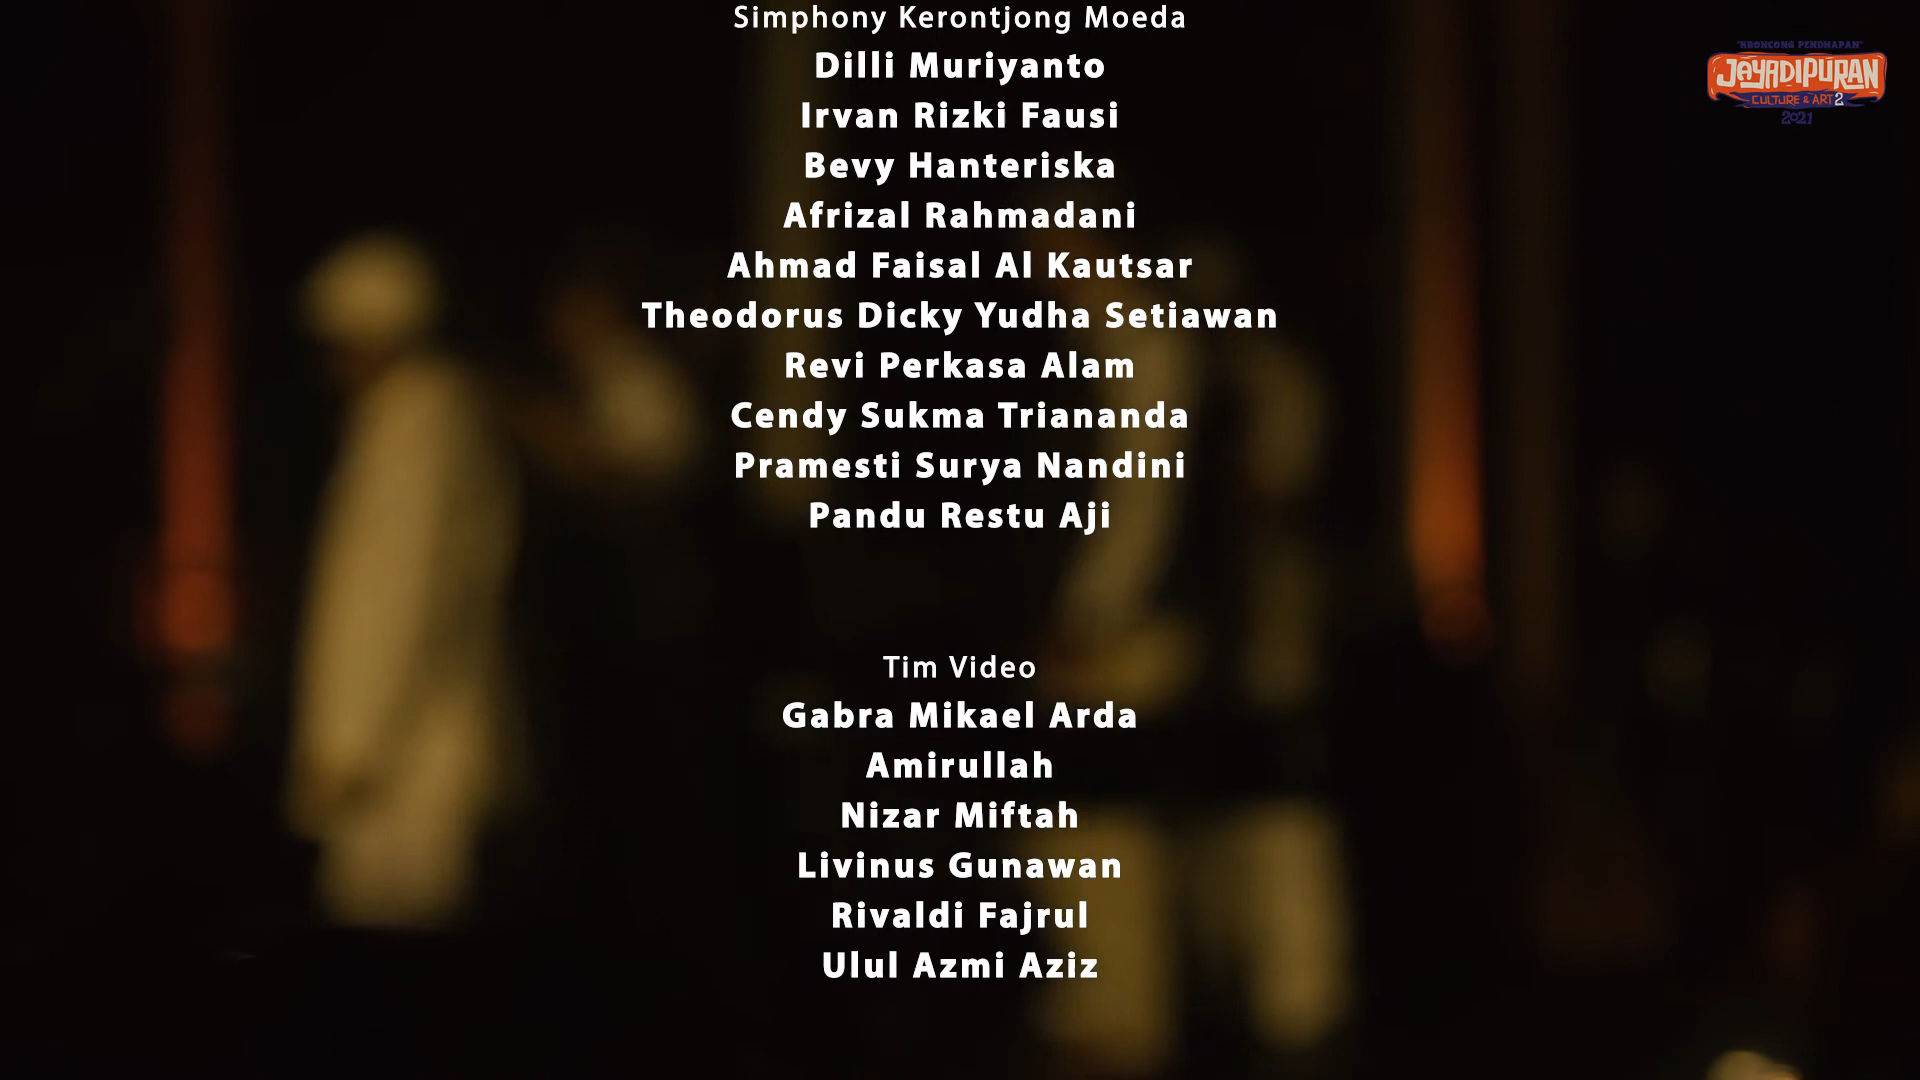 Simphony Kerontjong Moeda
Dilli Muriyanto
Irvan Rizki Fausi
Bevy Hanteriska
Afrizal Rahmadani
Ahmad Faisal Al Kautsar
Theodorus Dicky Yudha Setiawan
Revi Perkasa Alam
Cendy Sukma Triananda
Pramesti Surya Nandini
Pandu Restu Aji
Tim Video
Gabra Mikael Arda
Amirullah
Nizar Miftah
Livinus Gunawan
Rivaldi Fajrul
Ulul Azmi Aziz
"KRONCONG PENDHAPAN"
JAYADIPURAN
CULTURE & ART 2
2021